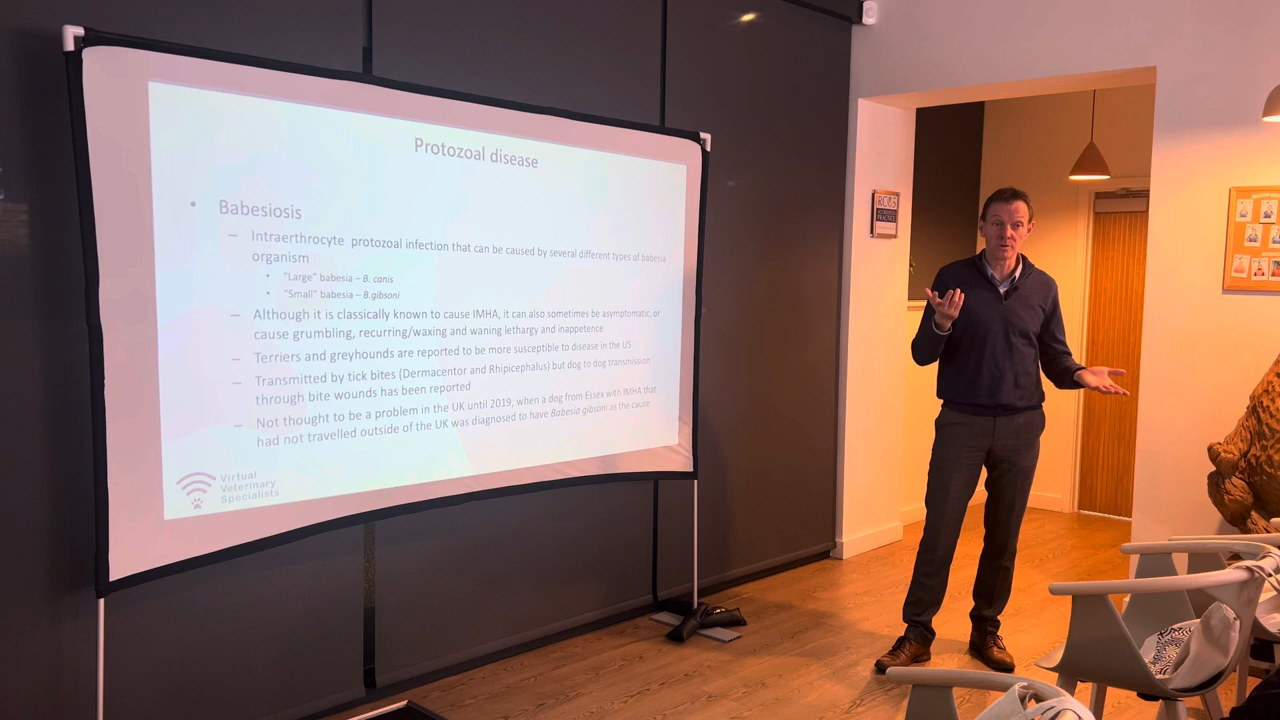 Protozoal disease
• Babesiosis
– Intraerthrocyte protozoal infection that can be caused by several different types of babesia
organism
• "Large" babesia – B. canis
• "Small" babesia – B.gibsoni
– Although it is classically known to cause IMHA, it can also sometimes be asymptomatic, or
cause grumbling, recurring/waxing and waning lethargy and inappetence
– Terriers and greyhounds are reported to be more susceptible to disease in the US
– Transmitted by tick bites (Dermacentor and Rhipicephalus) but dog to dog transmission
through bite wounds has been reported
– Not thought to be a problem in the UK until 2019, when a dog from Essex with IMHA that
had not travelled outside of the UK was diagnosed to have Babesia gibsoni as the cause
Virtual
Veterinary
Specialists
RCVS
ACCREDITED
PRACTICE